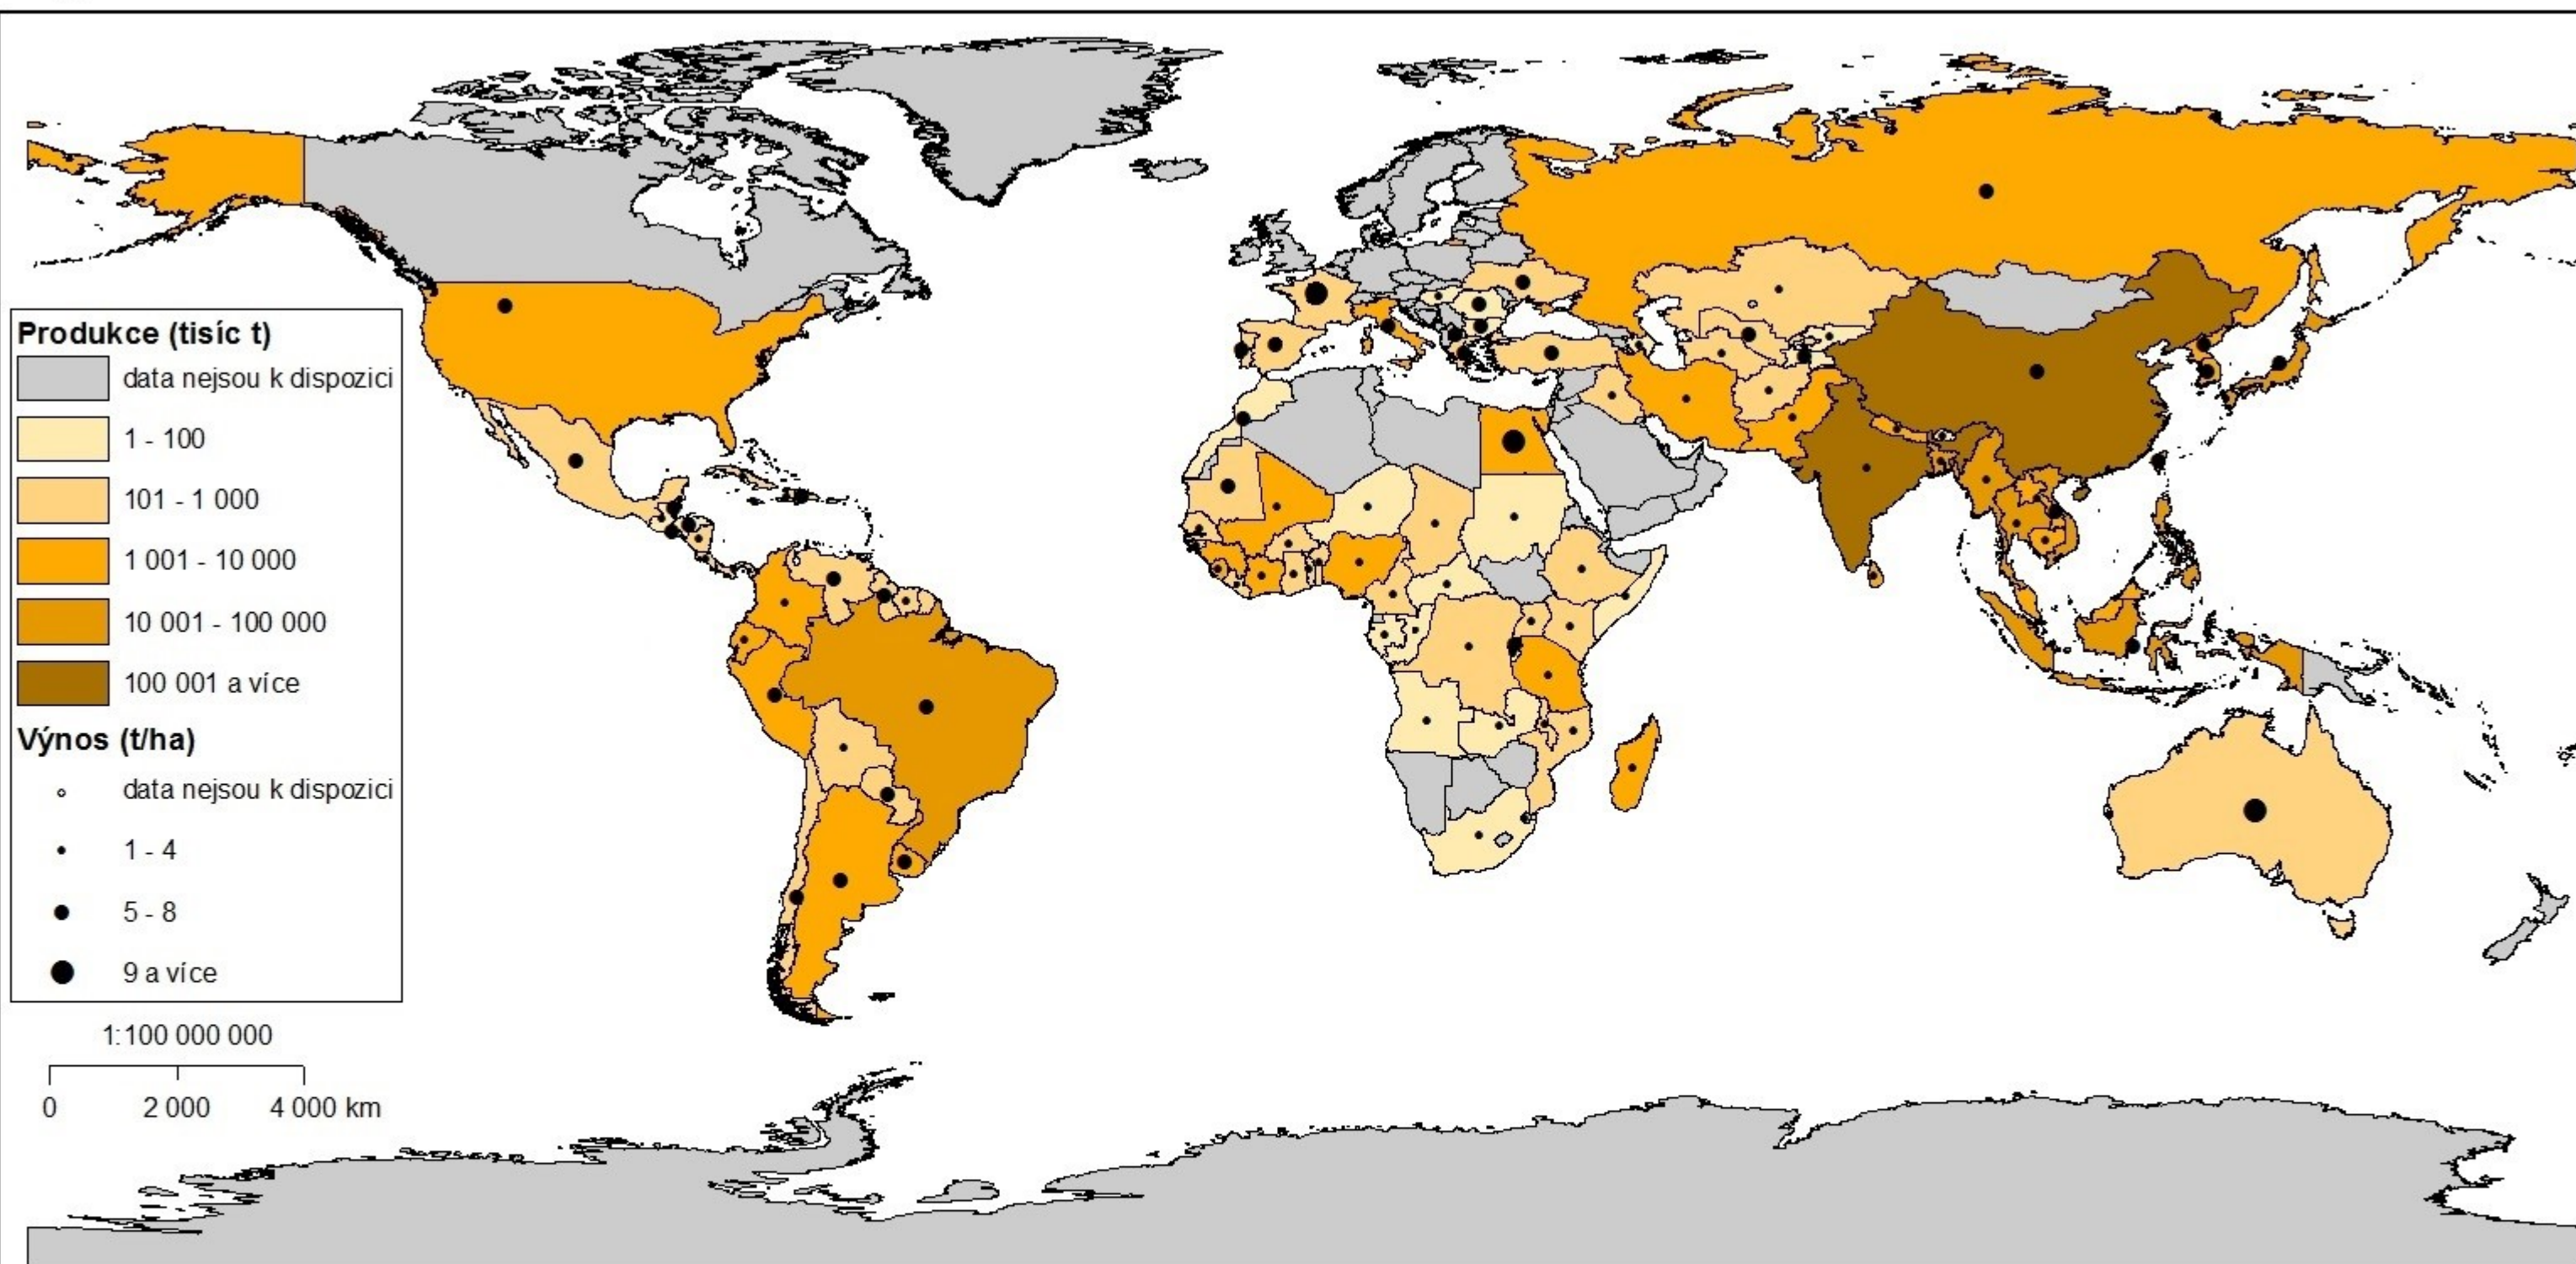 Produkce (tisíc t)
data nejsou k dispozici
1 - 100
101 - 1 000
1 001 - 10 000
10 001 - 100 000
100 001 a více
Výnos (t/ha)
data nejsou k dispozici
1 - 4
5 - 8
9 a více
1:100 000 000
0 2 000 4 000 km